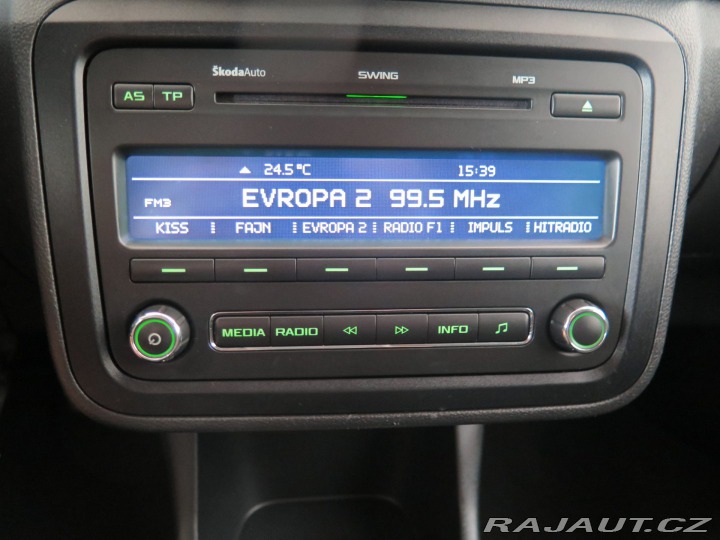 ŠkodaAuto SWING MP3
AS TP
24.5°C 15:39
FM3 EVROPA 2 99.5 MHz
KISS FAJN EVROPA 2 RADIO F1 IMPULS HITRADIO
MEDIA RADIO INFO
RAJAUT.CZ